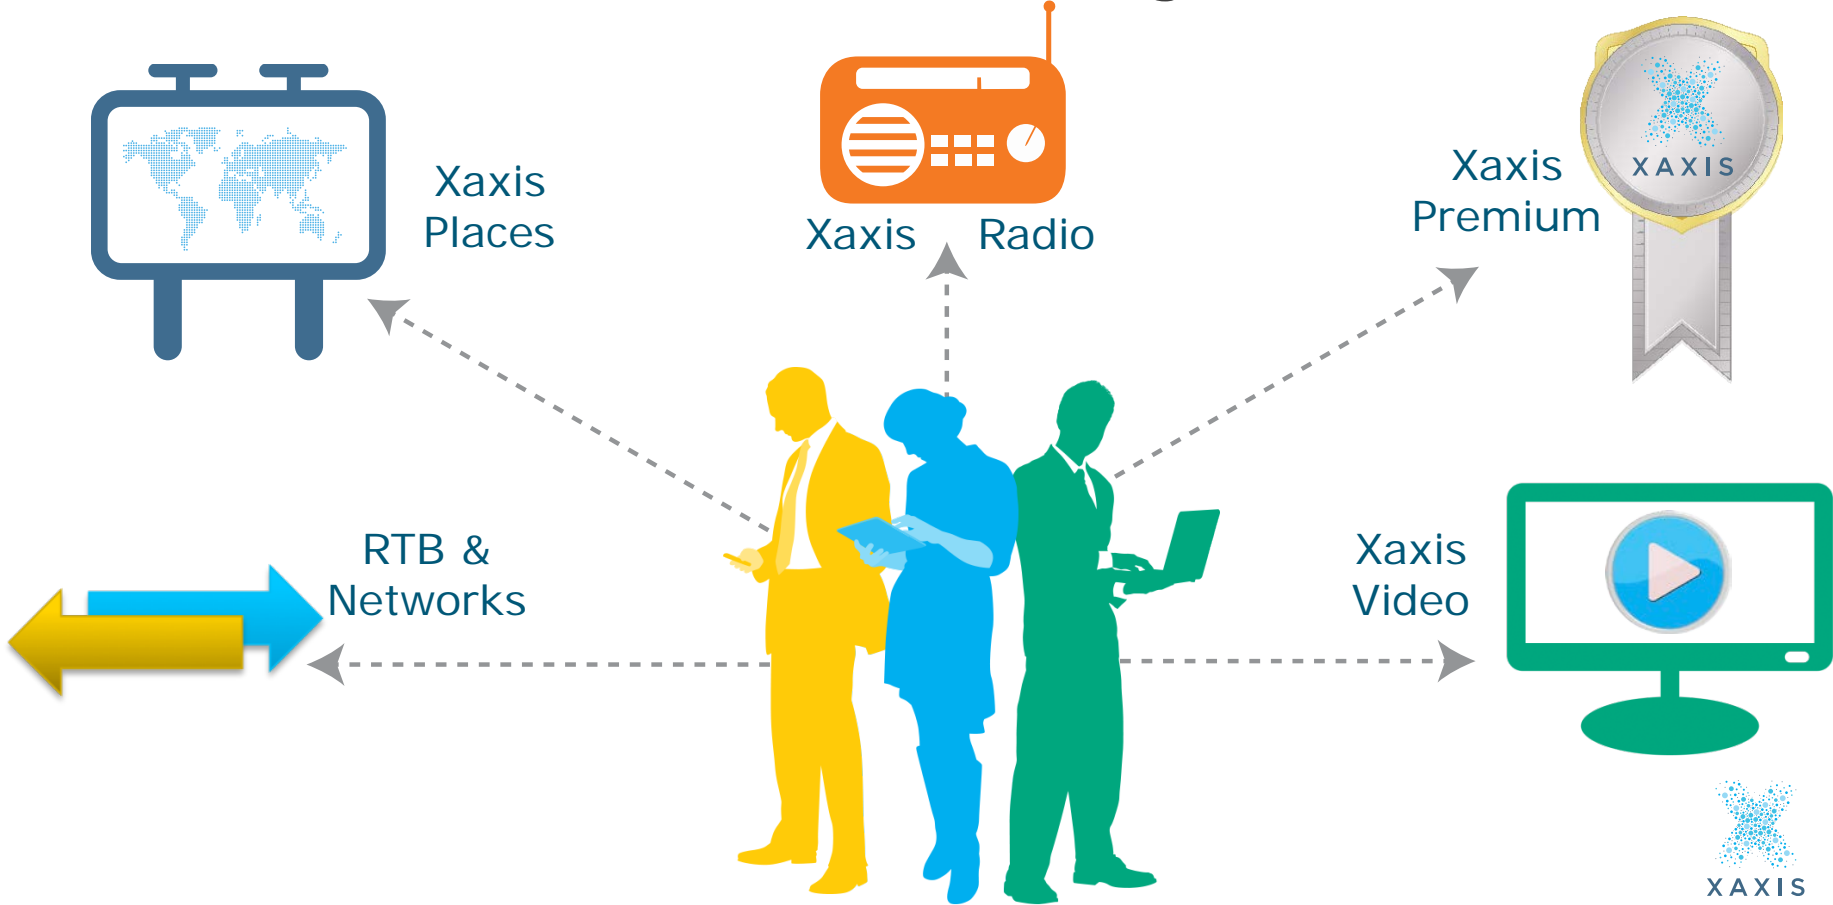 Xaxis
Places
Xaxis Radio
Xaxis
Premium
XAXIS
RTB &
Networks
Xaxis
Video
XAXIS